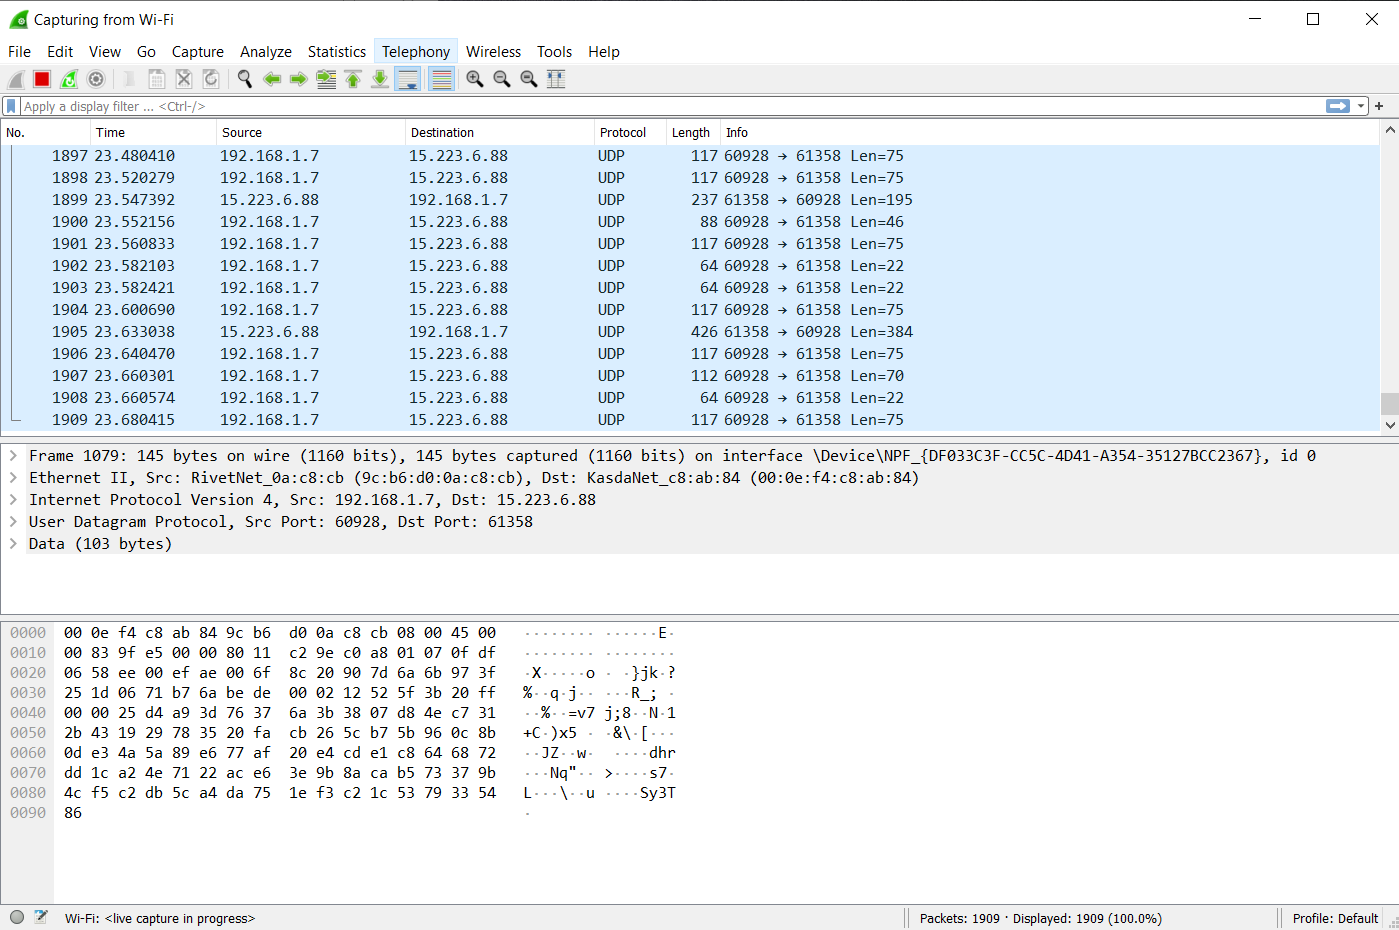 Capturing from Wi-Fi
File Edit View Go Capture Analyze Statistics Telephony Wireless Tools Help
Apply a display filter ... <Ctrl-/>
No. Time Source Destination Protocol Length Info
1897 23.480410 192.168.1.7 15.223.6.88 UDP 117 60928 → 61358 Len=75
1898 23.520279 192.168.1.7 15.223.6.88 UDP 117 60928 → 61358 Len=75
1899 23.547392 15.223.6.88 192.168.1.7 UDP 237 61358 → 60928 Len=195
1900 23.552156 192.168.1.7 15.223.6.88 UDP 88 60928 → 61358 Len=46
1901 23.560833 192.168.1.7 15.223.6.88 UDP 117 60928 → 61358 Len=75
1902 23.582103 192.168.1.7 15.223.6.88 UDP 64 60928 → 61358 Len=22
1903 23.582421 192.168.1.7 15.223.6.88 UDP 64 60928 → 61358 Len=22
1904 23.600690 192.168.1.7 15.223.6.88 UDP 117 60928 → 61358 Len=75
1905 23.633038 15.223.6.88 192.168.1.7 UDP 426 61358 → 60928 Len=384
1906 23.640470 192.168.1.7 15.223.6.88 UDP 117 60928 → 61358 Len=75
1907 23.660301 192.168.1.7 15.223.6.88 UDP 112 60928 → 61358 Len=70
1908 23.660574 192.168.1.7 15.223.6.88 UDP 64 60928 → 61358 Len=22
1909 23.680415 192.168.1.7 15.223.6.88 UDP 117 60928 → 61358 Len=75
Frame 1079: 145 bytes on wire (1160 bits), 145 bytes captured (1160 bits) on interface \Device\NPF_{DF033C3F-CC5C-4D41-A354-35127BCC2367}, id 0
Ethernet II, Src: RivetNet_0a:c8:cb (9c:b6:d0:0a:c8:cb), Dst: KasdaNet_c8:ab:84 (00:0e:f4:c8:ab:84)
Internet Protocol Version 4, Src: 192.168.1.7, Dst: 15.223.6.88
User Datagram Protocol, Src Port: 60928, Dst Port: 61358
Data (103 bytes)
0000 00 0e f4 c8 ab 84 9c b6 d0 0a c8 cb 08 00 45 00 ········ ······E·
0010 00 83 9f e5 00 00 80 11 c2 9e c0 a8 01 07 0f df ········ ········
0020 06 58 ee 00 ef ae 00 6f 8c 20 90 7d 6a 6b 97 3f ·X·····o · ·}jk·?
0030 25 1d 06 71 b7 6a be de 00 02 12 52 5f 3b 20 ff %··q·j·· ···R_; ·
0040 00 00 25 d4 a9 3d 76 37 6a 3b 38 07 d8 4e c7 31 ··%··=v7 j;8··N·1
0050 2b 43 19 29 78 35 20 fa cb 26 5c b7 5b 96 0c 8b +C·)x5 · ·&\·[···
0060 0d e3 4a 5a 89 e6 77 af 20 e4 cd e1 c8 64 68 72 ··JZ··w· ····dhr
0070 dd 1c a2 4e 71 22 ac e6 3e 9b 8a ca b5 73 37 9b ···Nq"·· >····s7·
0080 4c f5 c2 db 5c a4 da 75 1e f3 c2 1c 53 79 33 54 L···\··u ····Sy3T
0090 86 ·
Wi-Fi: <live capture in progress> Packets: 1909 · Displayed: 1909 (100.0%) Profile: Default